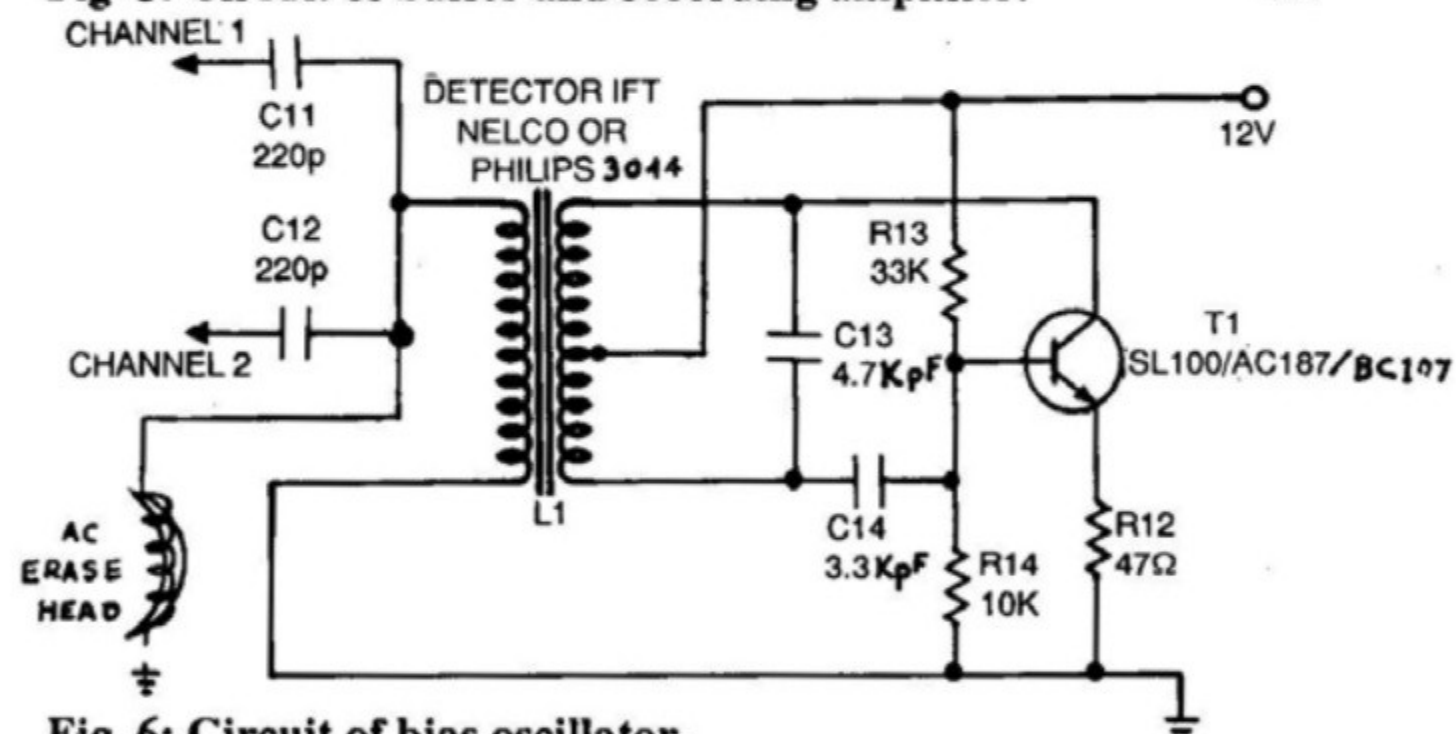 CHANNEL 1
C11
220p
DETECTOR IFT
NELCO OR
PHILIPS 3044
12V
C12
220p
CHANNEL 2
R13
33K
C13
4.7KpF
T1
SL100/AC187/BC107
L1
C14
3.3KpF
R14
10K
R12
47Ω
AC
ERASE
HEAD
Fig. 6: Circuit of bias oscillator